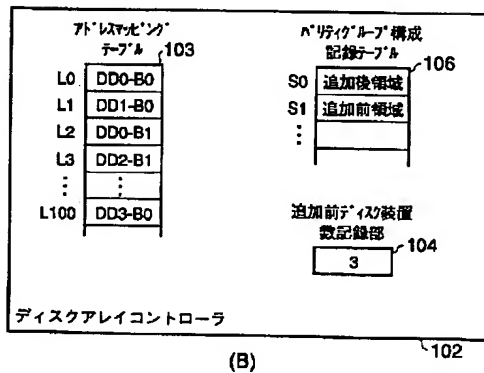 アドレスマッピング
テーブル
103
L0 DD0-B0
L1 DD1-B0
L2 DD0-B1
L3 DD2-B1
⋮ ⋮
L100 DD3-B0
パリティグループ構成
記録テーブル
106
S0 追加後領域
S1 追加前領域
⋮
追加前ディスク装置
数記録部
104
3
ディスクアレイコントローラ
102
(B)